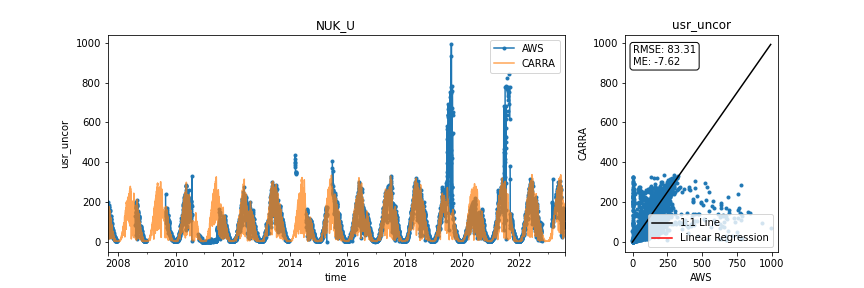 NUK_U
usr_uncor
1000
800
600
400
200
0
usr_uncor
AWS
CARRA
2008
2010
2012
2014
2016
2018
2020
2022
time
usr_uncor
1000
800
600
400
200
0
CARRA
RMSE: 83.31
ME: -7.62
1:1 Line
Linear Regression
0
250
500
750
1000
AWS